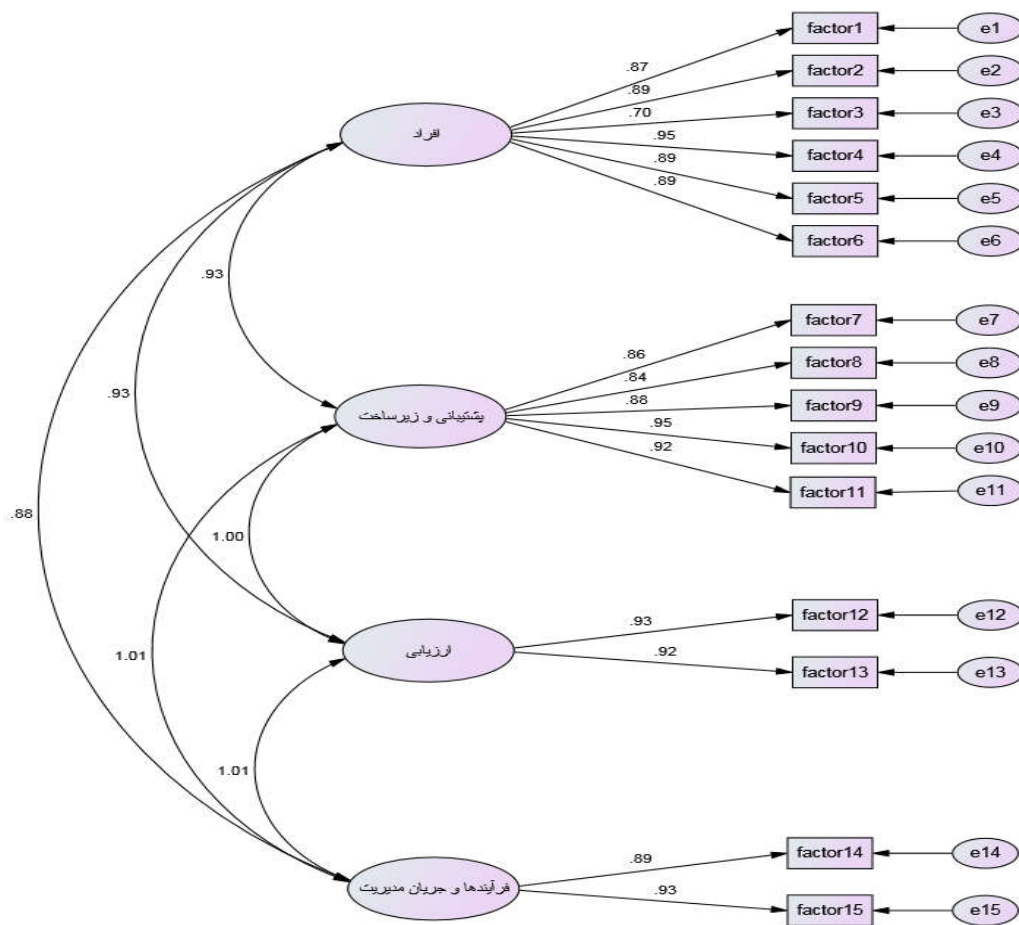 factor1
e1
.87
factor2
e2
.89
factor3
e3
.70
افراد
factor4
e4
.95
factor5
e5
.89
factor6
e6
.89
.93
factor7
e7
.86
factor8
e8
.84
.93
factor9
e9
.88
پشتیبانی و زیرساخت
factor10
e10
.95
factor11
e11
.92
.88
1.00
factor12
e12
.93
1.01
ارزیابی
factor13
e13
.92
1.01
factor14
e14
.89
فرآیندها و جریان مدیریت
factor15
e15
.93